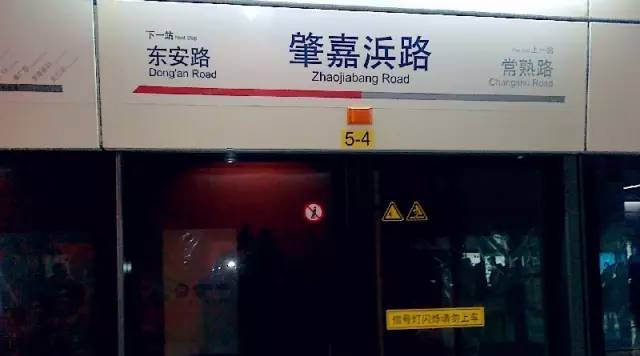 下一站 Next Stop
东安路
Dong'an Road
肇嘉浜路
Zhaojiabang Road
上一站
常熟路
Changshu Road
5-4
信号灯闪烁请勿上车